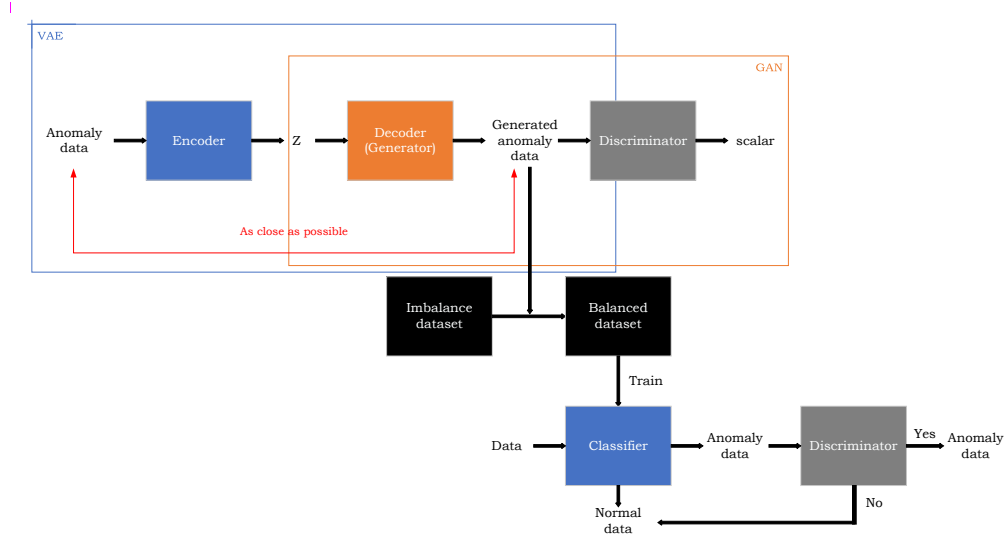 VAE
GAN
Anomaly
data
Encoder
Z
Decoder
(Generator)
Generated
anomaly
data
Discriminator
scalar
As close as possible
Imbalance
dataset
Balanced
dataset
Train
Data
Classifier
Anomaly
data
Discriminator
Yes
Anomaly
data
No
Normal
data